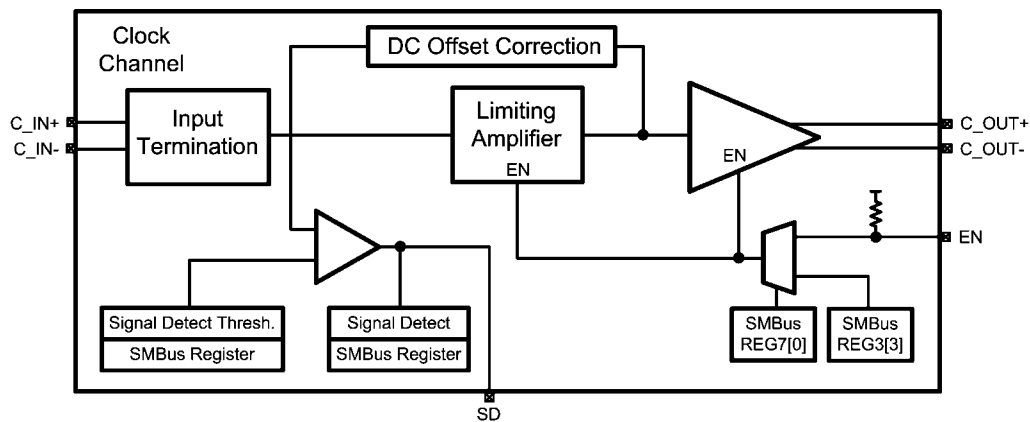 Clock
Channel
DC Offset Correction
C_IN+
C_IN-
Input
Termination
Limiting
Amplifier
EN
EN
C_OUT+
C_OUT-
EN
Signal Detect Thresh.
SMBus Register
Signal Detect
SMBus Register
SMBus
REG7[0]
SMBus
REG3[3]
SD